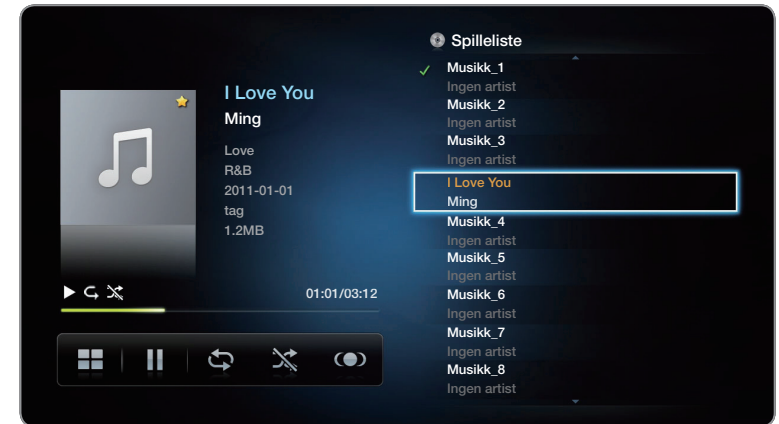 I Love You
Ming
Love
R&B
2011-01-01
tag
1.2MB
01:01/03:12
Spilleliste
Musikk_1
Ingen artist
Musikk_2
Ingen artist
Musikk_3
Ingen artist
I Love You
Ming
Musikk_4
Ingen artist
Musikk_5
Ingen artist
Musikk_6
Ingen artist
Musikk_7
Ingen artist
Musikk_8
Ingen artist